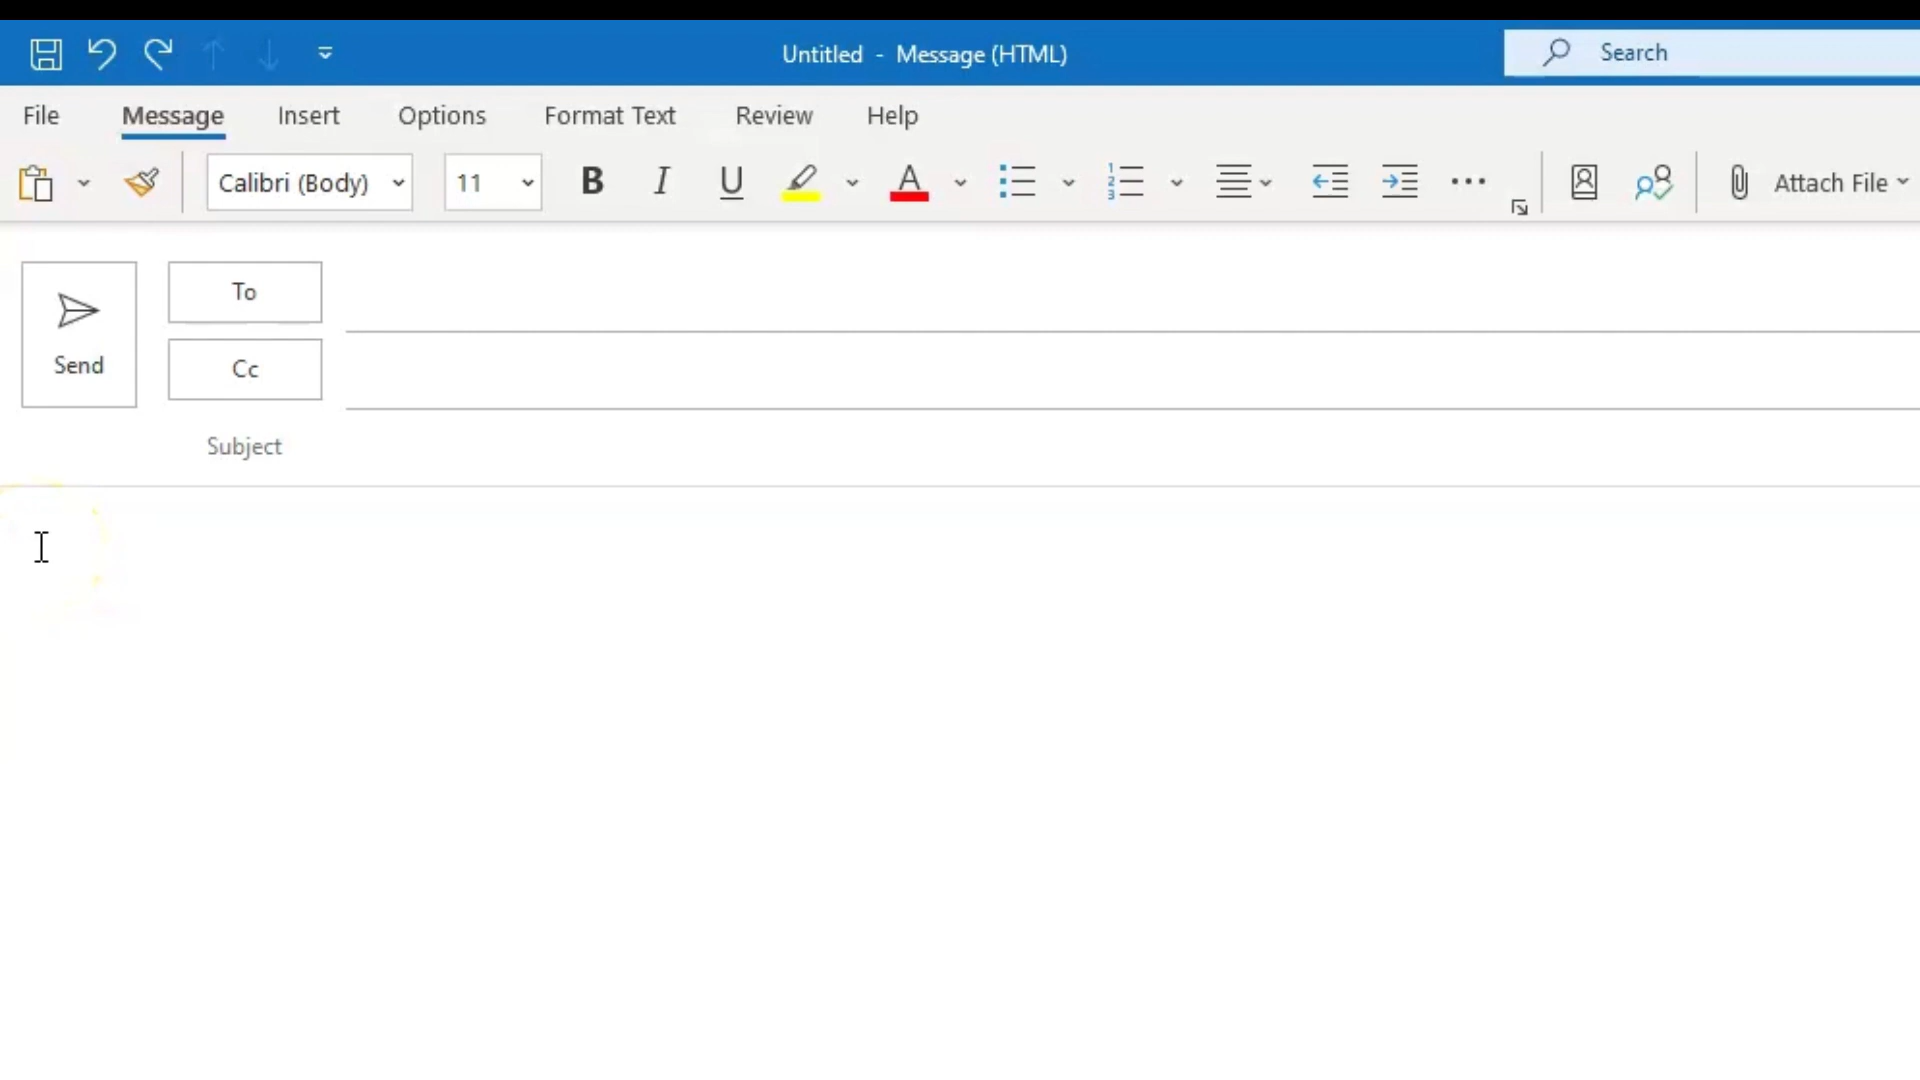 Untitled - Message (HTML)
Search
File Message Insert Options Format Text Review Help
Calibri (Body) 11 B I U A Attach File
To
Send
Cc
Subject